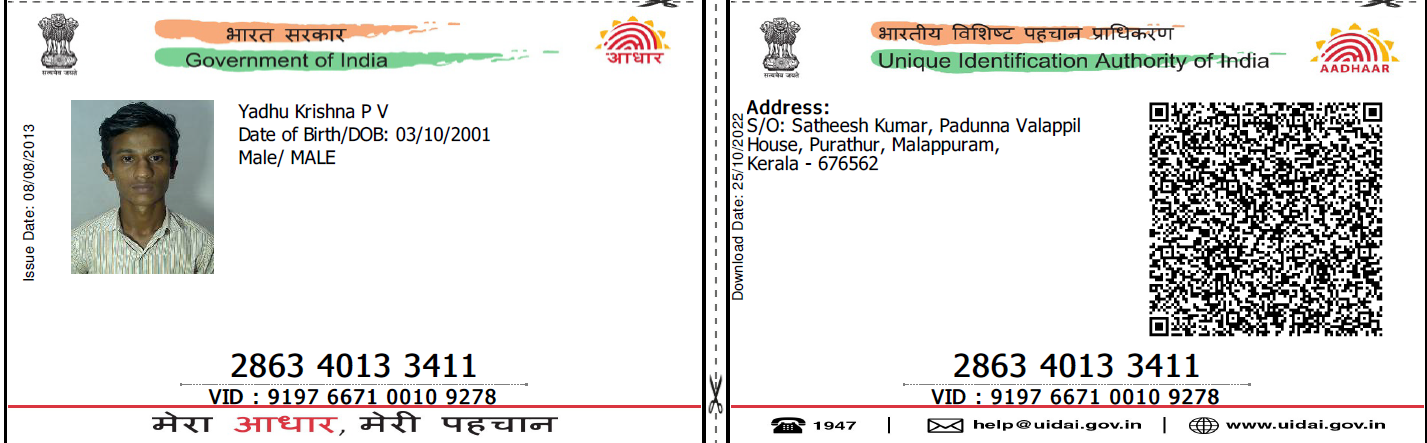 भारत सरकार
Government of India
सत्यमेव जयते
आधार
Issue Date: 08/08/2013
Yadhu Krishna P V
Date of Birth/DOB: 03/10/2001
Male/ MALE
2863 4013 3411
VID : 9197 6671 0010 9278
मेरा आधार, मेरी पहचान
भारतीय विशिष्ट पहचान प्राधिकरण
Unique Identification Authority of India
सत्यमेव जयते
AADHAAR
Download Date: 25/10/2022
Address:
S/O: Satheesh Kumar, Padunna Valappil
House, Purathur, Malappuram,
Kerala - 676562
2863 4013 3411
VID : 9197 6671 0010 9278
1947 | help@uidai.gov.in | www.uidai.gov.in